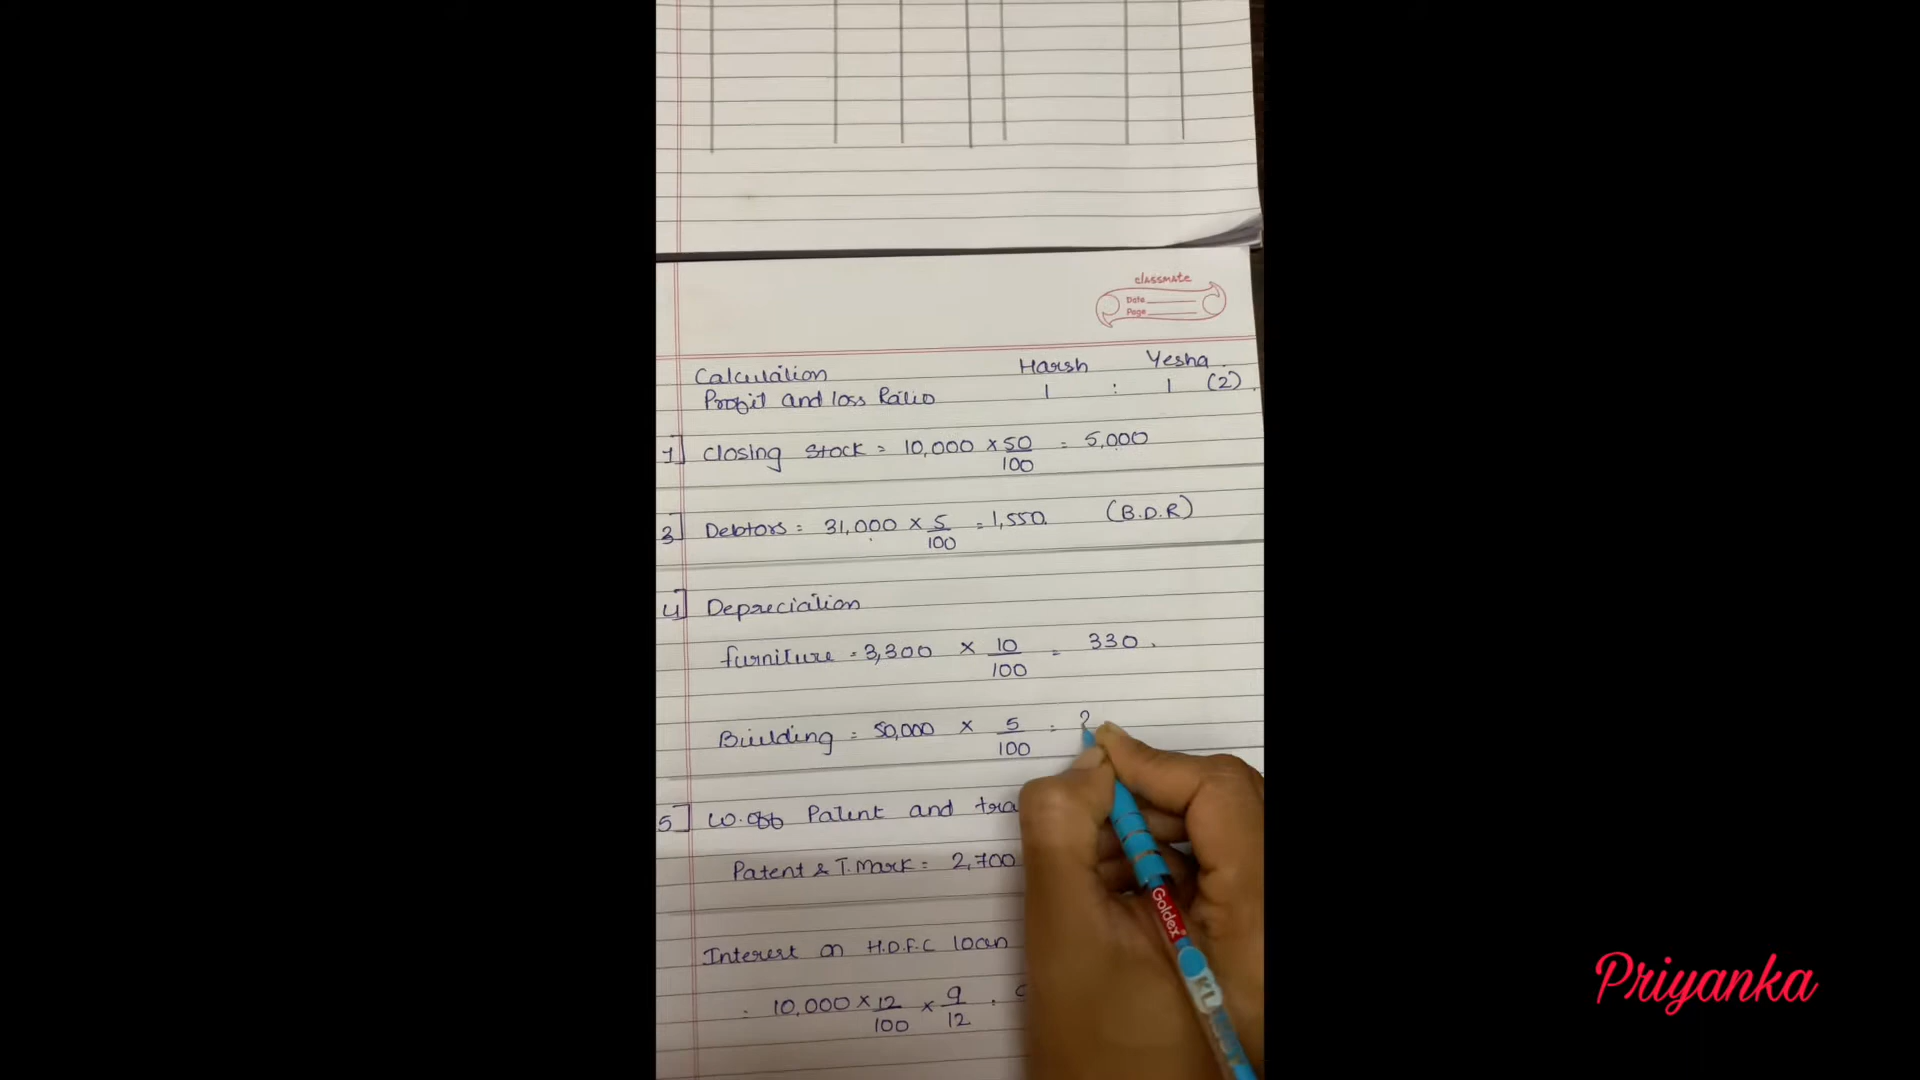 classmate
Date
Page
Calculation Harsh Yesha
Profit and loss Ratio 1 : 1 (2)
1] Closing Stock = 10,000 × 50/100 = 5,000
3] Debtors = 31,000 × 5/100 = 1,550. (B.D.R)
4] Depreciation
furniture = 3,300 × 10/100 = 330.
Building = 50,000 × 5/100 =
5] W.off Patent and tra
Patent & T.Mark = 2,700
Interest on H.D.F.C loan
= 10,000 × 12/100 × 9/12
Goldex
KL
Priyanka